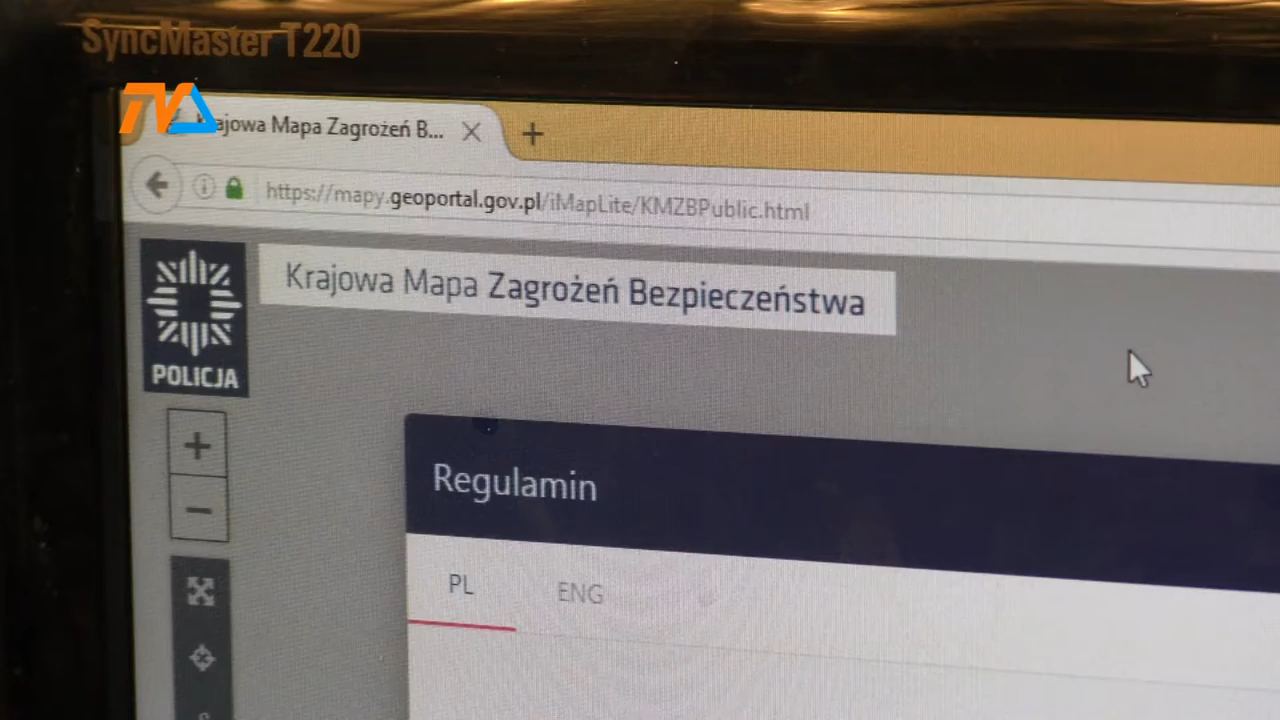 SyncMaster T220
TVA
Krajowa Mapa Zagrożeń B...
https://mapy.geoportal.gov.pl/iMapLite/KMZBPublic.html
Krajowa Mapa Zagrożeń Bezpieczeństwa
POLICJA
Regulamin
PL ENG